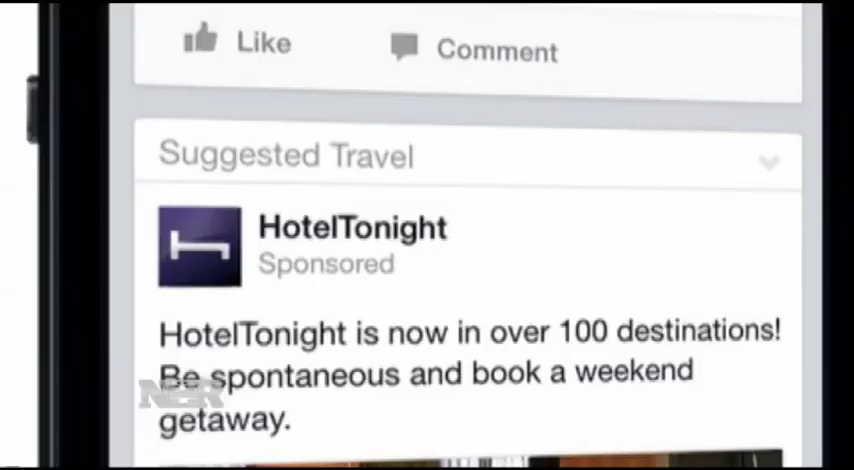 Like Comment
Suggested Travel
HotelTonight
Sponsored
HotelTonight is now in over 100 destinations!
Be spontaneous and book a weekend
NBR
getaway.